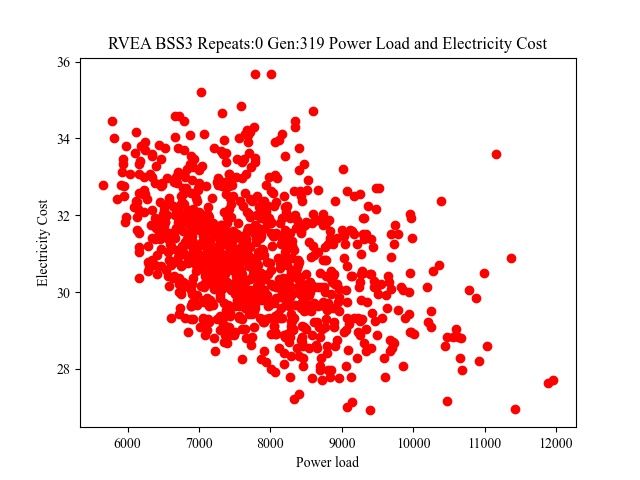 RVEA BSS3 Repeats:0 Gen:319 Power Load and Electricity Cost
36
34
32
30
28
Electricity Cost
6000 7000 8000 9000 10000 11000 12000
Power load